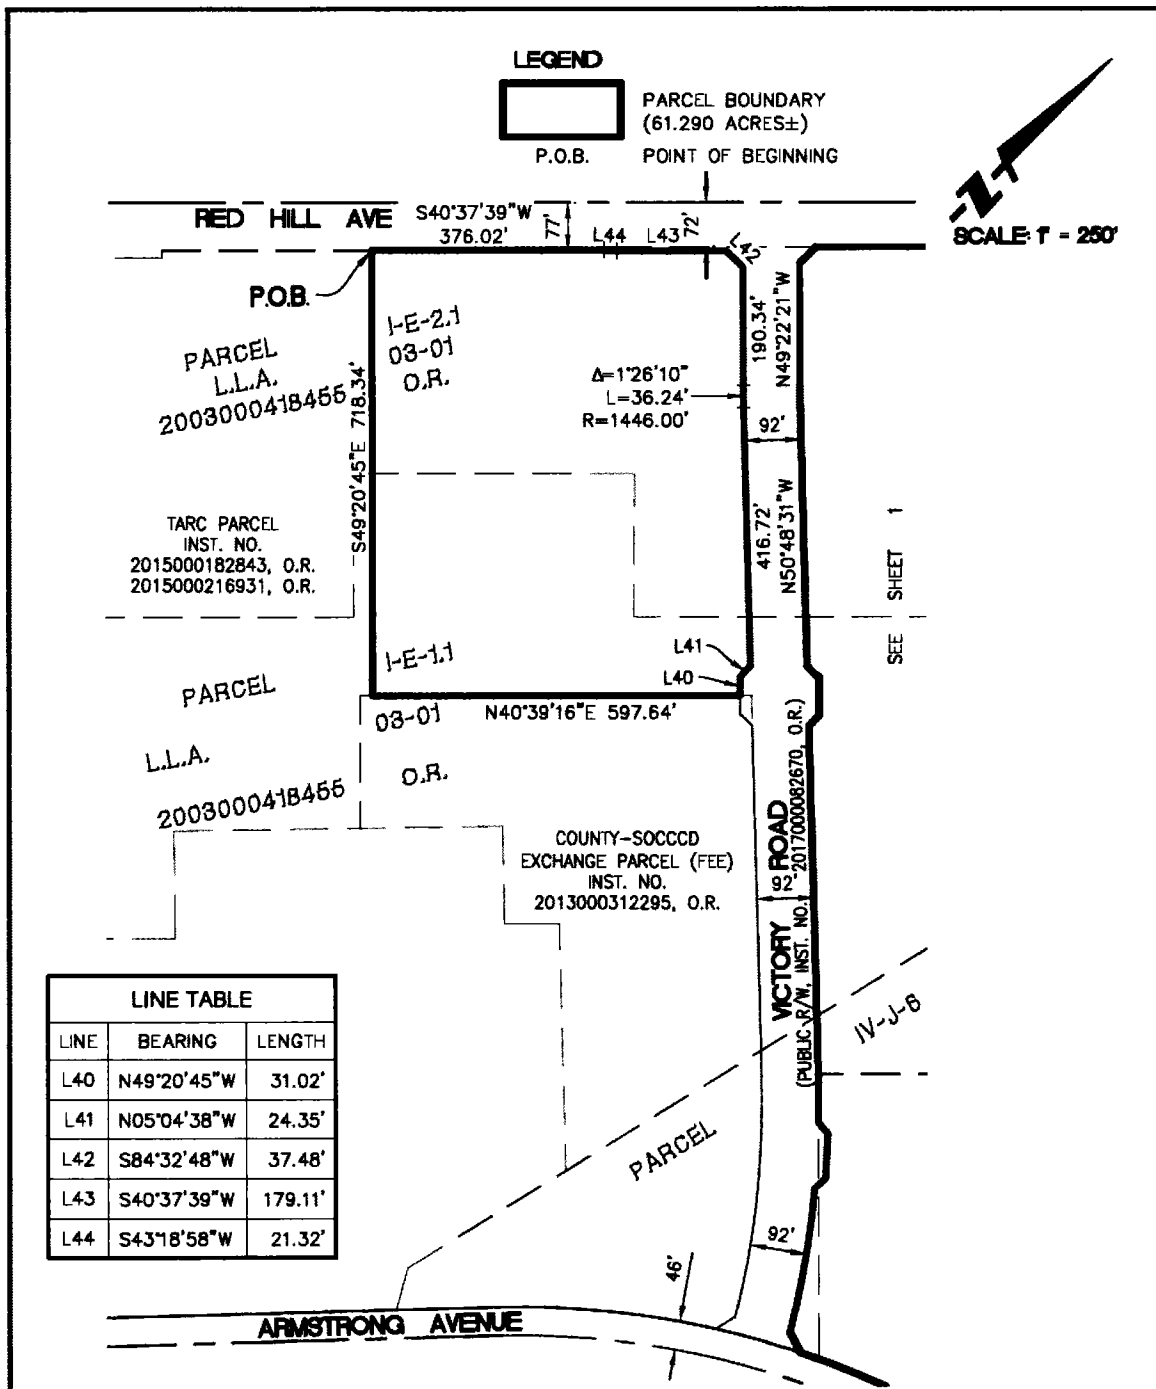 LEGEND
PARCEL BOUNDARY
(61.290 ACRES±)
P.O.B. POINT OF BEGINNING
N
SCALE: 1" = 250'
RED HILL AVE
S40°37'39"W
376.02'
77'
L44
L43
72'
L42
P.O.B.
I-E-2.1
03-01
O.R.
PARCEL
L.L.A.
2003000418455
S49°20'45"E 718.34'
Δ=1°26'10"
L=36.24'
R=1446.00'
190.34'
N49°22'21"W
92'
416.72'
N50°48'31"W
SEE SHEET 1
TARC PARCEL
INST. NO.
2015000182843, O.R.
2015000216931, O.R.
L41
L40
I-E-1.1
PARCEL
03-01
N40°39'16"E 597.64'
L.L.A.
O.R.
2003000418455
COUNTY-SOCCCD
EXCHANGE PARCEL (FEE)
INST. NO.
2013000312295, O.R.
92'
VICTORY ROAD
(PUBLIC R/W, INST. NO. 2017000082670, O.R.)
IV-J-6
PARCEL
LINE TABLE
LINE BEARING LENGTH
L40 N49°20'45"W 31.02'
L41 N05°04'38"W 24.35'
L42 S84°32'48"W 37.48'
L43 S40°37'39"W 179.11'
L44 S43°18'58"W 21.32'
92'
46'
ARMSTRONG AVENUE